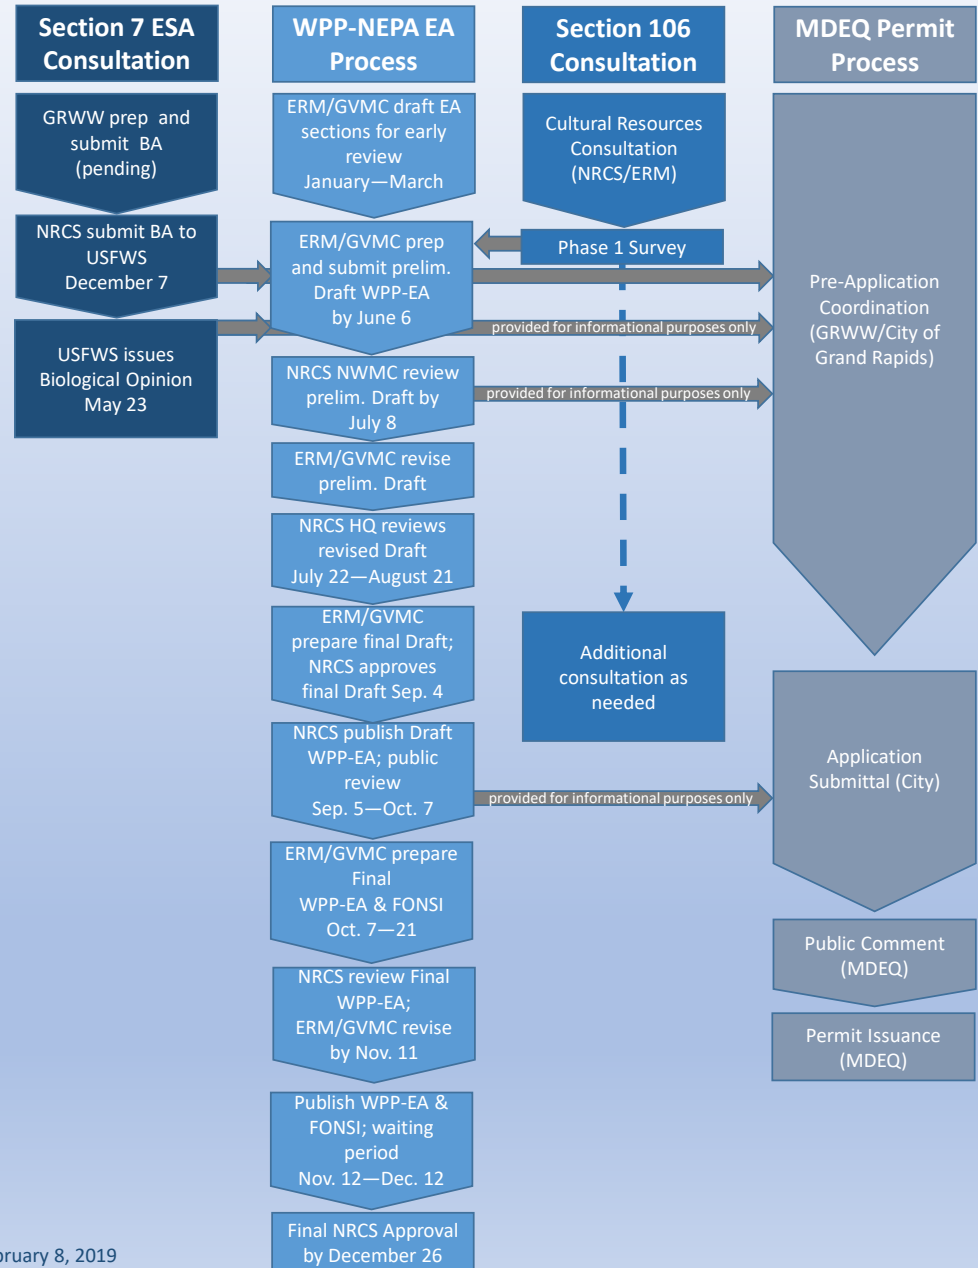 Section 7 ESA
Consultation
GRWW prep and
submit BA
(pending)
NRCS submit BA to
USFWS
December 7
USFWS issues
Biological Opinion
May 23
WPP-NEPA EA
Process
ERM/GVMC draft EA
sections for early
review
January—March
ERM/GVMC prep
and submit prelim.
Draft WPP-EA
by June 6
NRCS NWMC review
prelim. Draft by
July 8
ERM/GVMC revise
prelim. Draft
NRCS HQ reviews
revised Draft
July 22—August 21
ERM/GVMC
prepare final Draft;
NRCS approves
final Draft Sep. 4
NRCS publish Draft
WPP-EA; public
review
Sep. 5—Oct. 7
ERM/GVMC prepare
Final
WPP-EA & FONSI
Oct. 7—21
NRCS review Final
WPP-EA;
ERM/GVMC revise
by Nov. 11
Publish WPP-EA &
FONSI; waiting
period
Nov. 12—Dec. 12
Final NRCS Approval
by December 26
Section 106
Consultation
Cultural Resources
Consultation
(NRCS/ERM)
Phase 1 Survey
provided for informational purposes only
provided for informational purposes only
Additional
consultation as
needed
provided for informational purposes only
MDEQ Permit
Process
Pre-Application
Coordination
(GRWW/City of
Grand Rapids)
Application
Submittal (City)
Public Comment
(MDEQ)
Permit Issuance
(MDEQ)
bruary 8, 2019